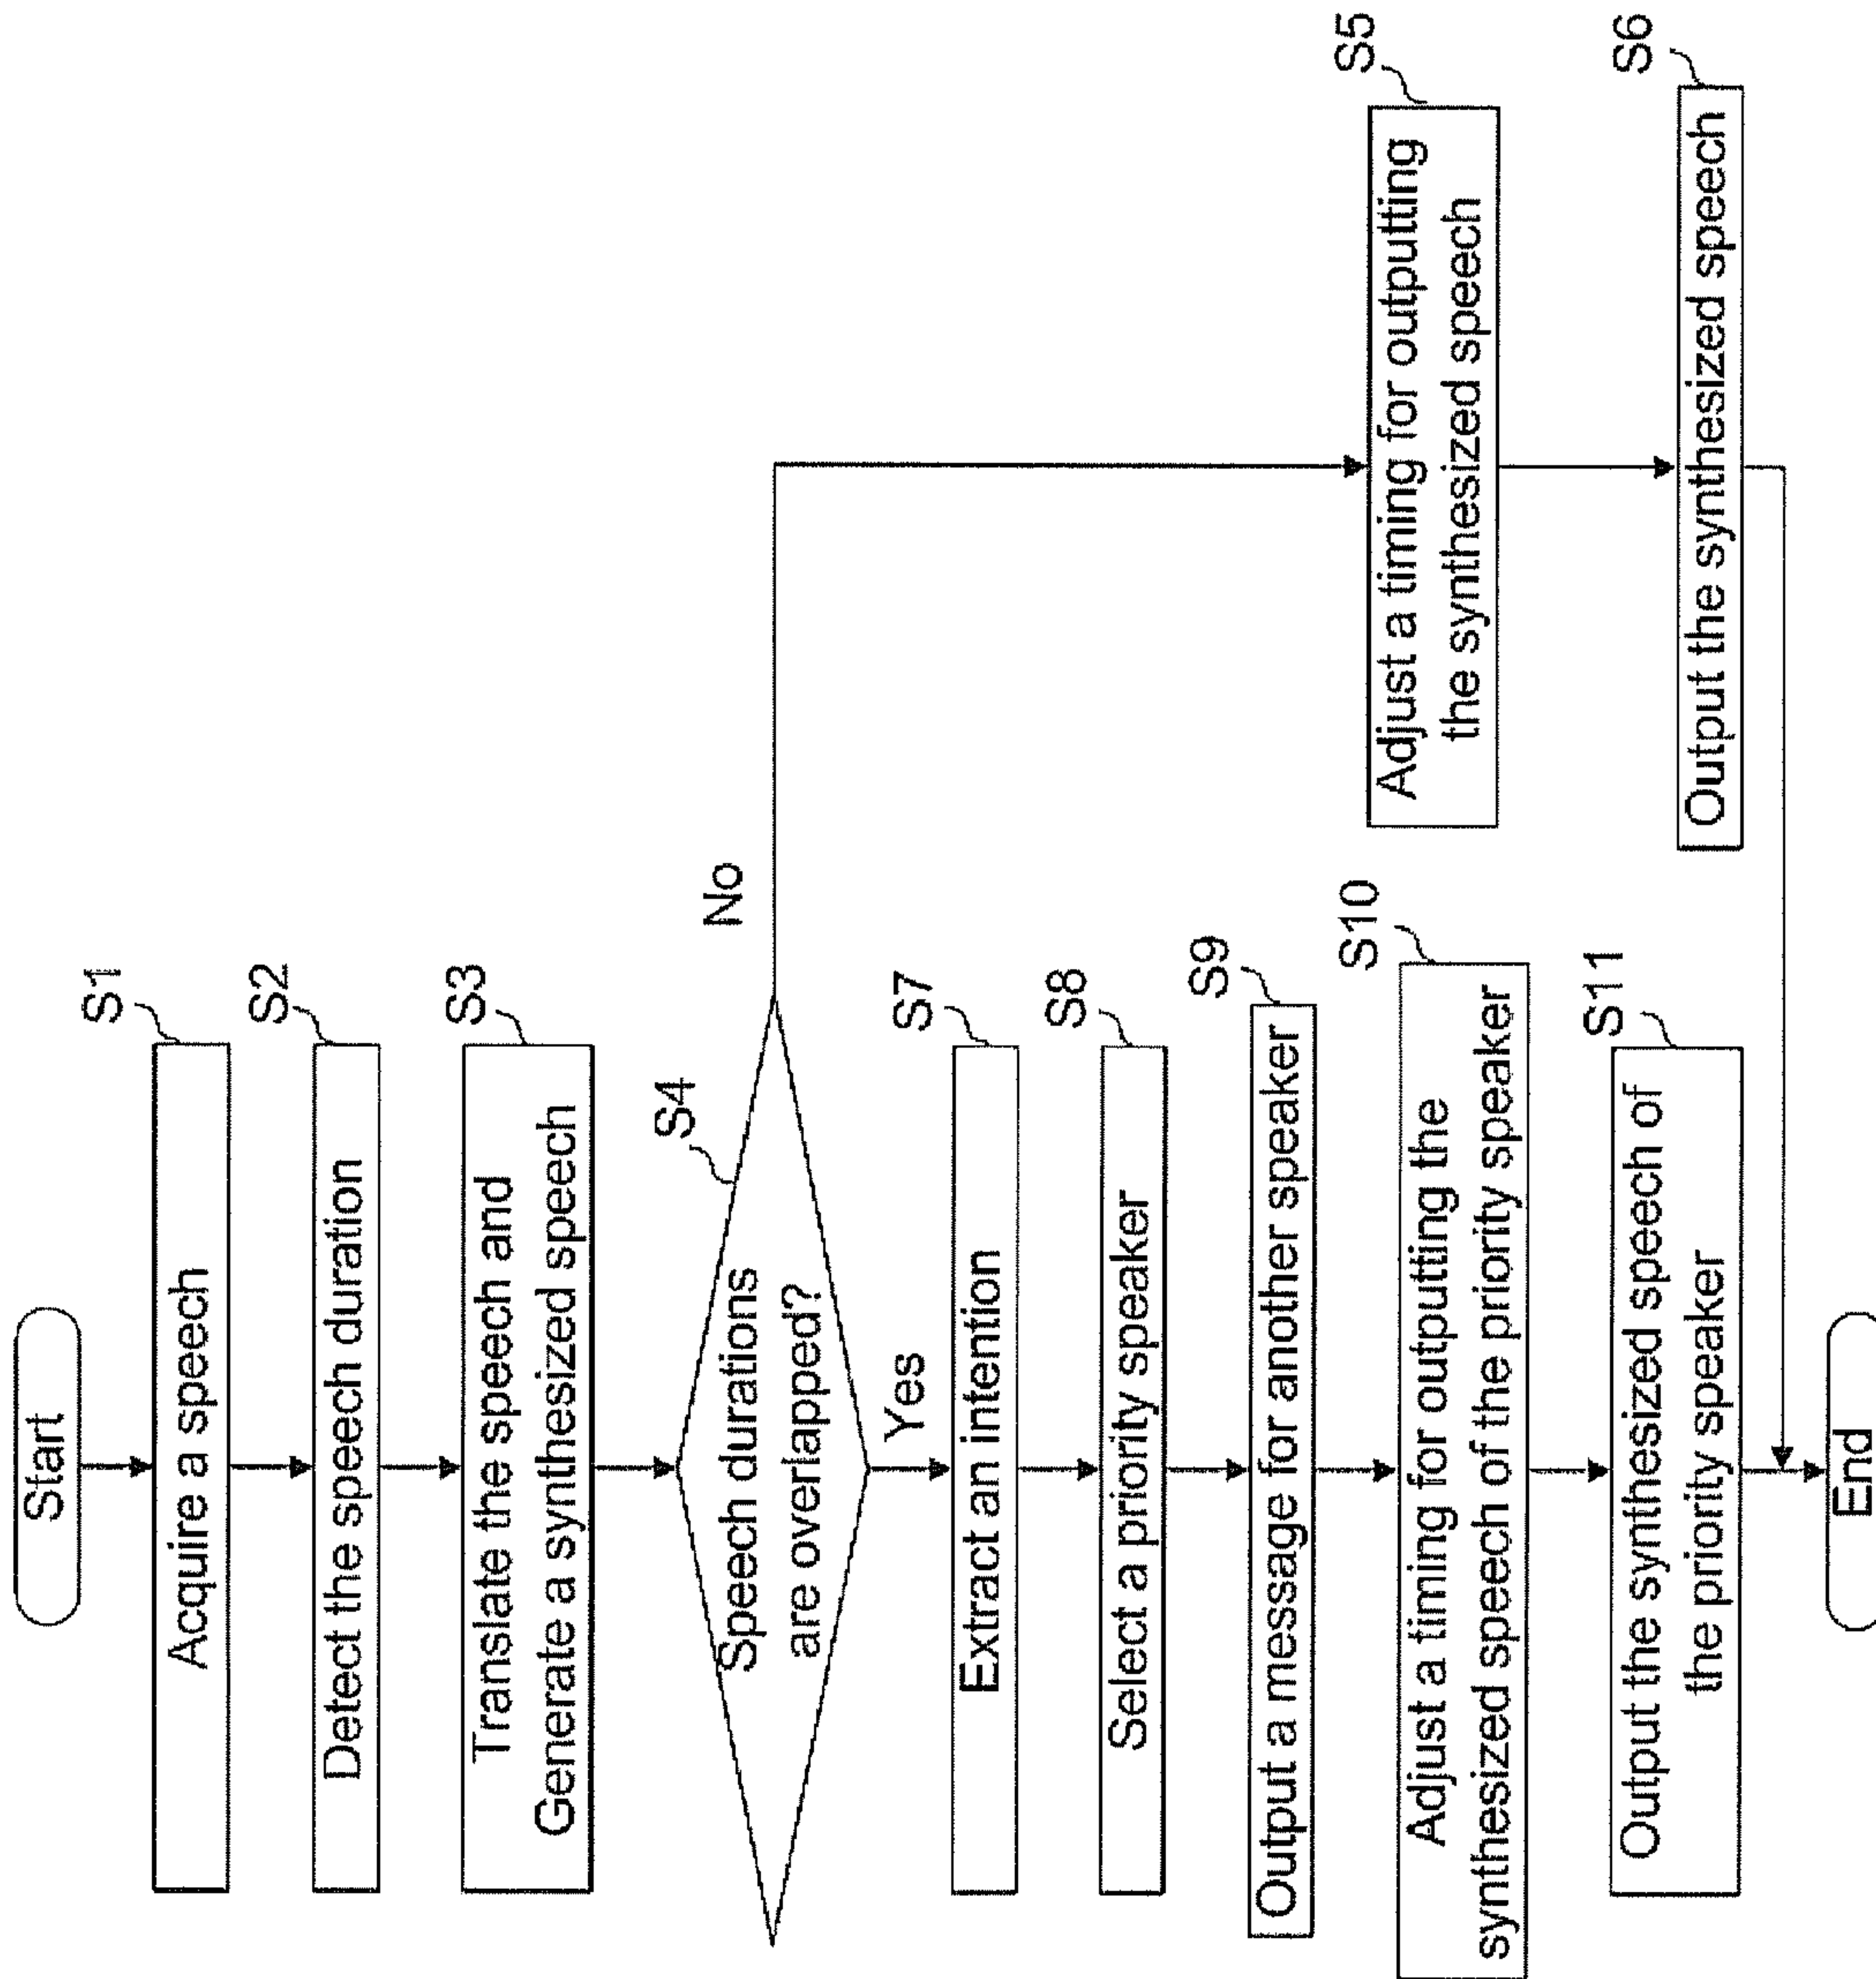 Start
S1
Acquire a speech
S2
Detect the speech duration
S3
Translate the speech and
Generate a synthesized speech
S4
Speech durations
are overlapped?
No
Yes
S7
Extract an intention
S8
Select a priority speaker
S9
Output a message for another speaker
S10
Adjust a timing for outputting the
synthesized speech of the priority speaker
S11
Output the synthesized speech of
the priority speaker
S5
Adjust a timing for outputting
the synthesized speech
S6
Output the synthesized speech
End